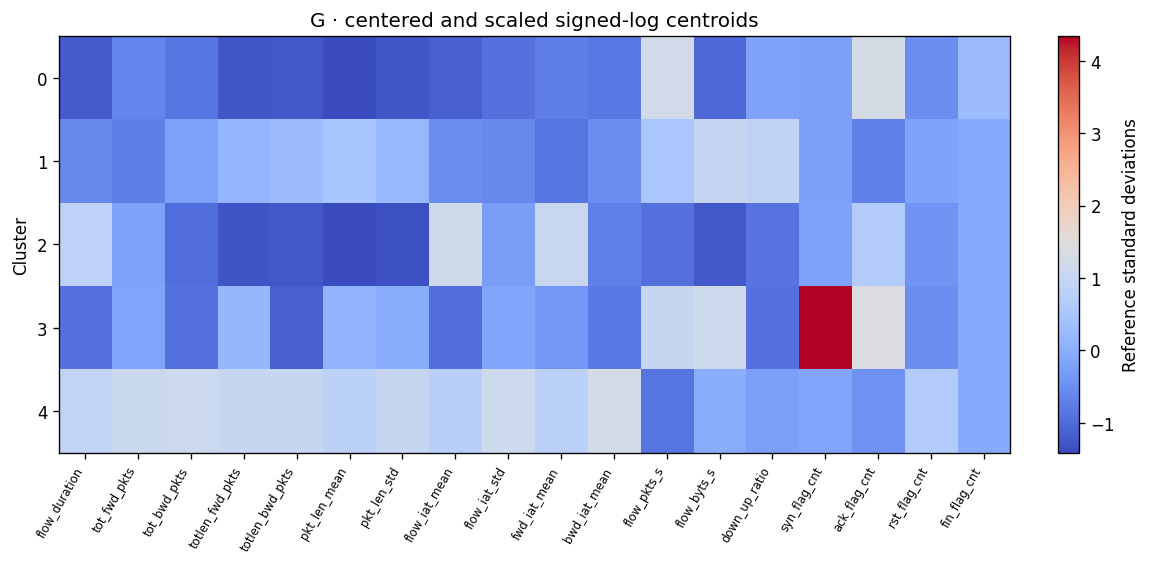 G · centered and scaled signed-log centroids
Cluster
0
1
2
3
4
flow_duration
tot_fwd_pkts
tot_bwd_pkts
totlen_fwd_pkts
totlen_bwd_pkts
pkt_len_mean
pkt_len_std
flow_iat_mean
flow_iat_std
fwd_iat_mean
bwd_iat_mean
flow_pkts_s
flow_byts_s
down_up_ratio
syn_flag_cnt
ack_flag_cnt
rst_flag_cnt
fin_flag_cnt
4
3
2
1
0
−1
Reference standard deviations